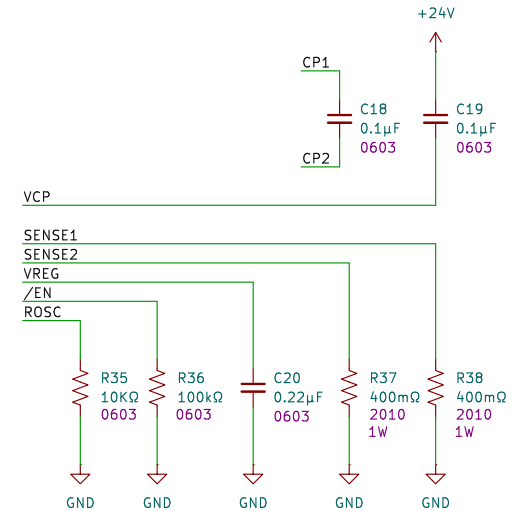 +24V
CP1
C18
0.1µF
0603
C19
0.1µF
0603
CP2
VCP
SENSE1
SENSE2
VREG
/EN
ROSC
R35
10KΩ
0603
R36
100kΩ
0603
C20
0.22µF
0603
R37
400mΩ
2010
1W
R38
400mΩ
2010
1W
GND
GND
GND
GND
GND